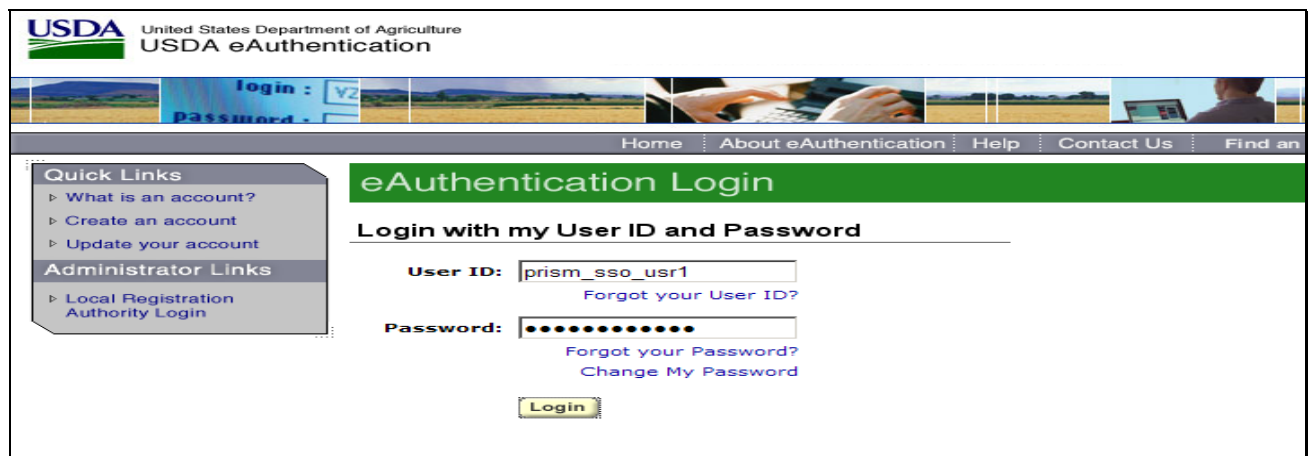 USDA
United States Department of Agriculture
USDA eAuthentication
login :
YZ
password :
Home
About eAuthentication
Help
Contact Us
Find an
Quick Links
What is an account?
Create an account
Update your account
Administrator Links
Local Registration
Authority Login
eAuthentication Login
Login with my User ID and Password
User ID: prism_sso_usr1
Forgot your User ID?
Password: ●●●●●●●●●●●●
Forgot your Password?
Change My Password
Login